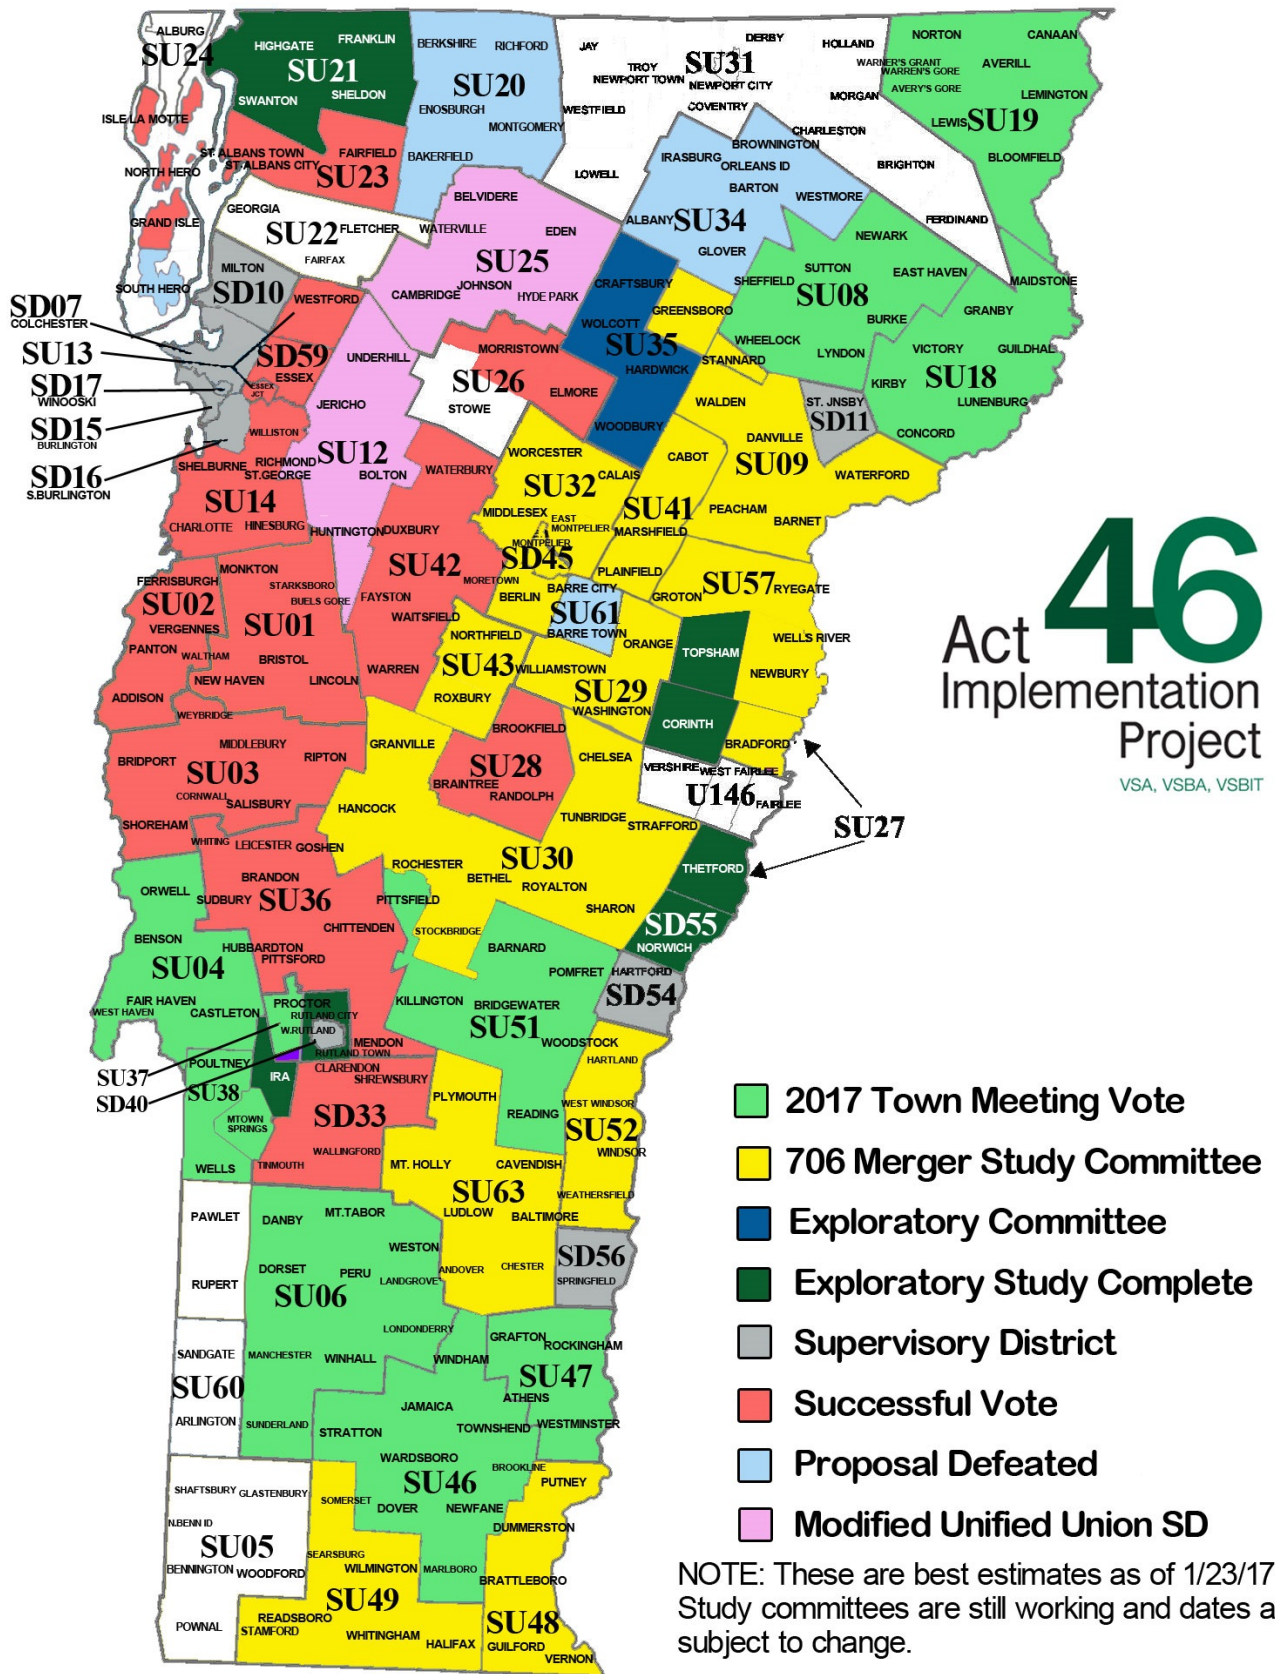 ALBURG
SU24
ISLE LA MOTTE
NORTH HERO
GRAND ISLE
SOUTH HERO
HIGHGATE
FRANKLIN
SU21
SWANTON
SHELDON
BERKSHIRE
RICHFORD
SU20
ENOSBURGH
MONTGOMERY
BAKERFIELD
JAY
TROY
NEWPORT TOWN
DERBY
SU31
NEWPORT CITY
HOLLAND
WESTFIELD
COVENTRY
MORGAN
CHARLESTON
BRIGHTON
LOWELL
FERDINAND
NORTON
CANAAN
WARNER'S GRANT
WARREN'S GORE
AVERILL
AVERY'S GORE
LEMINGTON
LEWIS
SU19
BLOOMFIELD
ST. ALBANS TOWN
ST. ALBANS CITY
FAIRFIELD
SU23
GEORGIA
SU22
FLETCHER
FAIRFAX
BELVIDERE
WATERVILLE
EDEN
SU25
JOHNSON
CAMBRIDGE
HYDE PARK
IRASBURG
BROWNINGTON
ORLEANS ID
BARTON
WESTMORE
ALBANY
SU34
GLOVER
NEWARK
SHEFFIELD
SUTTON
EAST HAVEN
SU08
BURKE
WHEELOCK
LYNDON
MAIDSTONE
GRANBY
VICTORY
GUILDHAL
KIRBY
SU18
LUNENBURG
CONCORD
MILTON
SD10
SD07
COLCHESTER
SU13
SD17
WINOOSKI
SD15
BURLINGTON
SD16
S.BURLINGTON
WESTFORD
SD59
ESSEX
ESSEX JCT
UNDERHILL
JERICHO
SU12
BOLTON
HUNTINGTON
MORRISTOWN
SU26
ELMORE
STOWE
CRAFTSBURY
GREENSBORO
WOLCOTT
SU35
HARDWICK
STANNARD
WOODBURY
WALDEN
ST. JNSBY
SD11
DANVILLE
CABOT
SU09
WATERFORD
PEACHAM
BARNET
WILLISTON
SHELBURNE
RICHMOND
ST.GEORGE
SU14
CHARLOTTE
HINESBURG
WATERBURY
DUXBURY
SU42
MORETOWN
FAYSTON
WAITSFIELD
WARREN
WORCESTER
CALAIS
SU32
MIDDLESEX
EAST
MONTPELIER
MONTPELIER
SD45
BERLIN
SU41
MARSHFIELD
PLAINFIELD
SU57
RYEGATE
GROTON
WELLS RIVER
NEWBURY
BARRE CITY
SU61
BARRE TOWN
ORANGE
TOPSHAM
FERRISBURGH
SU02
VERGENNES
PANTON
WALTHAM
ADDISON
MONKTON
STARKSBORO
BUELS GORE
SU01
BRISTOL
NEW HAVEN
LINCOLN
WEYBRIDGE
NORTHFIELD
SU43
ROXBURY
WILLIAMSTOWN
SU29
WASHINGTON
CORINTH
BRADFORD
VERSHIRE
WEST FAIRLEE
U146
FAIRLEE
SU27
THETFORD
SD55
NORWICH
MIDDLEBURY
BRIDPORT
RIPTON
SU03
CORNWALL
SALISBURY
SHOREHAM
WHITING
LEICESTER
GOSHEN
BRANDON
SUDBURY
SU36
CHITTENDEN
HUBBARDTON
PITTSFORD
MENDON
GRANVILLE
HANCOCK
BROOKFIELD
SU28
BRAINTREE
RANDOLPH
CHELSEA
TUNBRIDGE
STRAFFORD
ROCHESTER
SU30
BETHEL
ROYALTON
SHARON
PITTSFIELD
STOCKBRIDGE
BARNARD
POMFRET
HARTFORD
SD54
KILLINGTON
BRIDGEWATER
SU51
WOODSTOCK
READING
ORWELL
BENSON
SU04
FAIR HAVEN
WEST HAVEN
CASTLETON
PROCTOR
RUTLAND CITY
W.RUTLAND
RUTLAND TOWN
SU37
SD40
IRA
POULTNEY
SU38
MTOWN
SPRINGS
WELLS
CLARENDON
SHREWSBURY
SD33
WALLINGFORD
TINMOUTH
PLYMOUTH
MT. HOLLY
CAVENDISH
SU63
LUDLOW
BALTIMORE
ANDOVER
CHESTER
HARTLAND
WEST WINDSOR
SU52
WINDSOR
WEATHERSFIELD
SD56
SPRINGFIELD
PAWLET
RUPERT
DANBY
MT.TABOR
WESTON
DORSET
PERU
LANDGROVE
SU06
LONDONDERRY
MANCHESTER
WINHALL
SUNDERLAND
SANDGATE
SU60
ARLINGTON
GRAFTON
ROCKINGHAM
WINDHAM
SU47
ATHENS
WESTMINSTER
JAMAICA
STRATTON
TOWNSHEND
WARDSBORO
BROOKLINE
SU46
DOVER
NEWFANE
MARLBORO
SHAFTSBURY
GLASTENBURY
N.BENN ID
SU05
BENNINGTON
WOODFORD
POWNAL
SOMERSET
SEARSBURG
WILMINGTON
SU49
READSBORO
STAMFORD
WHITINGHAM
HALIFAX
PUTNEY
DUMMERSTON
BRATTLEBORO
SU48
GUILFORD
VERNON
Act 46
Implementation
Project
VSA, VSBA, VSBIT
2017 Town Meeting Vote
706 Merger Study Committee
Exploratory Committee
Exploratory Study Complete
Supervisory District
Successful Vote
Proposal Defeated
Modified Unified Union SD
NOTE: These are best estimates as of 1/23/17
Study committees are still working and dates a
subject to change.